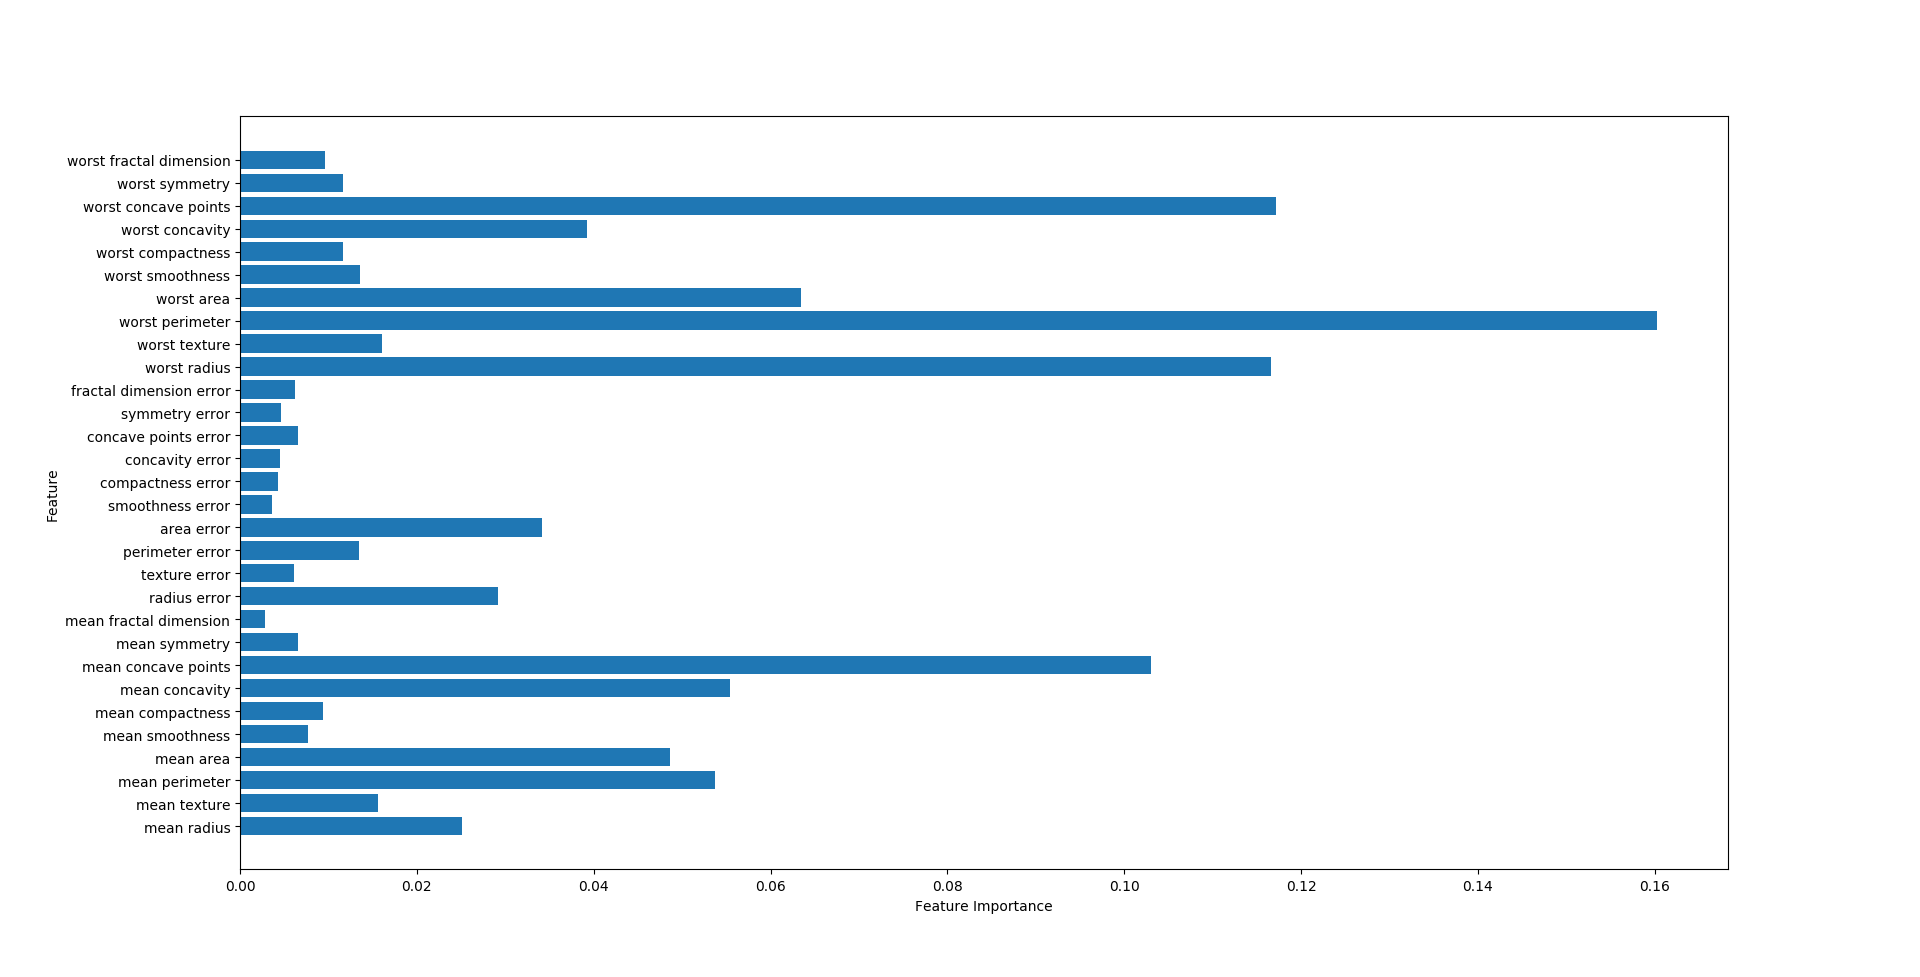 worst fractal dimension
worst symmetry
worst concave points
worst concavity
worst compactness
worst smoothness
worst area
worst perimeter
worst texture
worst radius
fractal dimension error
symmetry error
concave points error
concavity error
compactness error
smoothness error
area error
perimeter error
texture error
radius error
mean fractal dimension
mean symmetry
mean concave points
mean concavity
mean compactness
mean smoothness
mean area
mean perimeter
mean texture
mean radius
Feature
0.00 0.02 0.04 0.06 0.08 0.10 0.12 0.14 0.16
Feature Importance